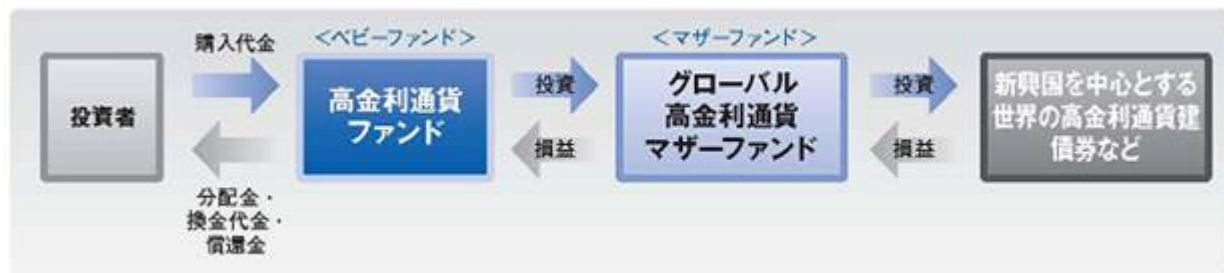 購入代金
<ベビーファンド>
<マザーファンド>
投資者
高金利通貨
ファンド
投資
損益
グローバル
高金利通貨
マザーファンド
投資
損益
新興国を中心とする
世界の高金利通貨建
債券など
分配金・
換金代金・
償還金